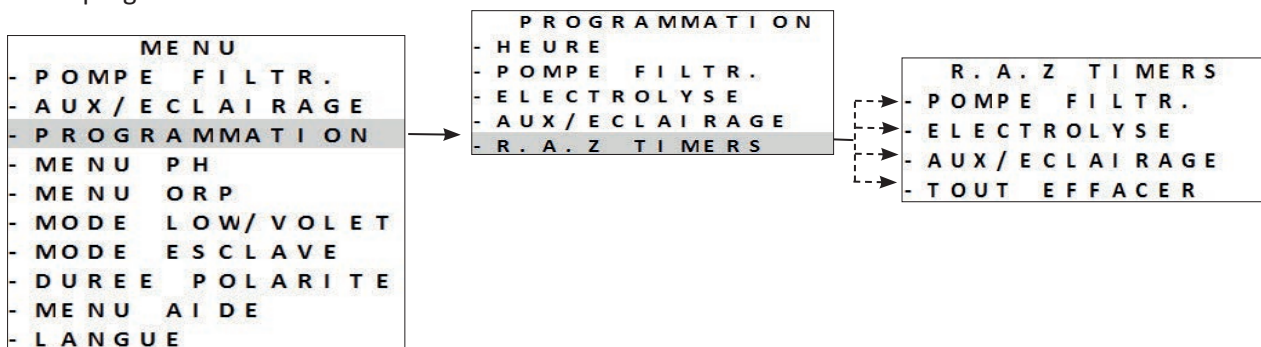 MENU
- POMPE FILTR.
- AUX/ECLAIRAGE
- PROGRAMMATION
- MENU PH
- MENU ORP
- MODE LOW/VOLET
- MODE ESCLAVE
- DUREE POLARITE
- MENU AIDE
- LANGUE
PROGRAMMATION
- HEURE
- POMPE FILTR.
- ELECTROLYSE
- AUX/ECLAIRAGE
- R.A.Z TIMERS
R.A.Z TIMERS
- POMPE FILTR.
- ELECTROLYSE
- AUX/ECLAIRAGE
- TOUT EFFACER